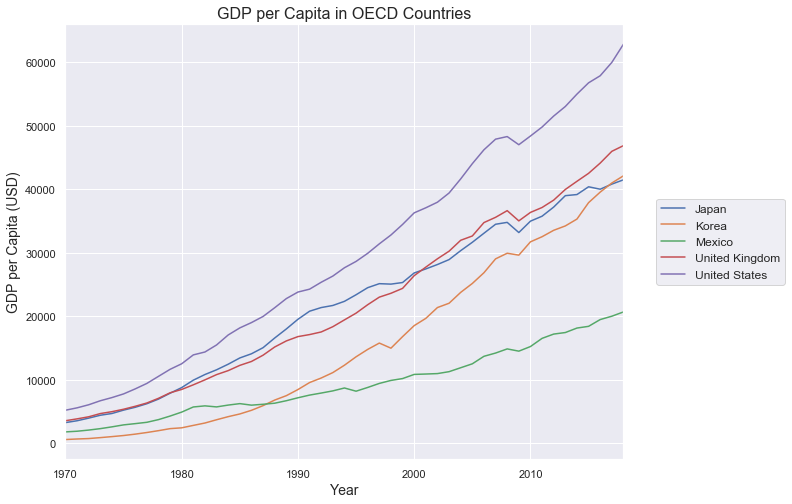 GDP per Capita in OECD Countries
GDP per Capita (USD)
60000
50000
40000
30000
20000
10000
0
1970
1980
1990
2000
2010
Year
Japan
Korea
Mexico
United Kingdom
United States